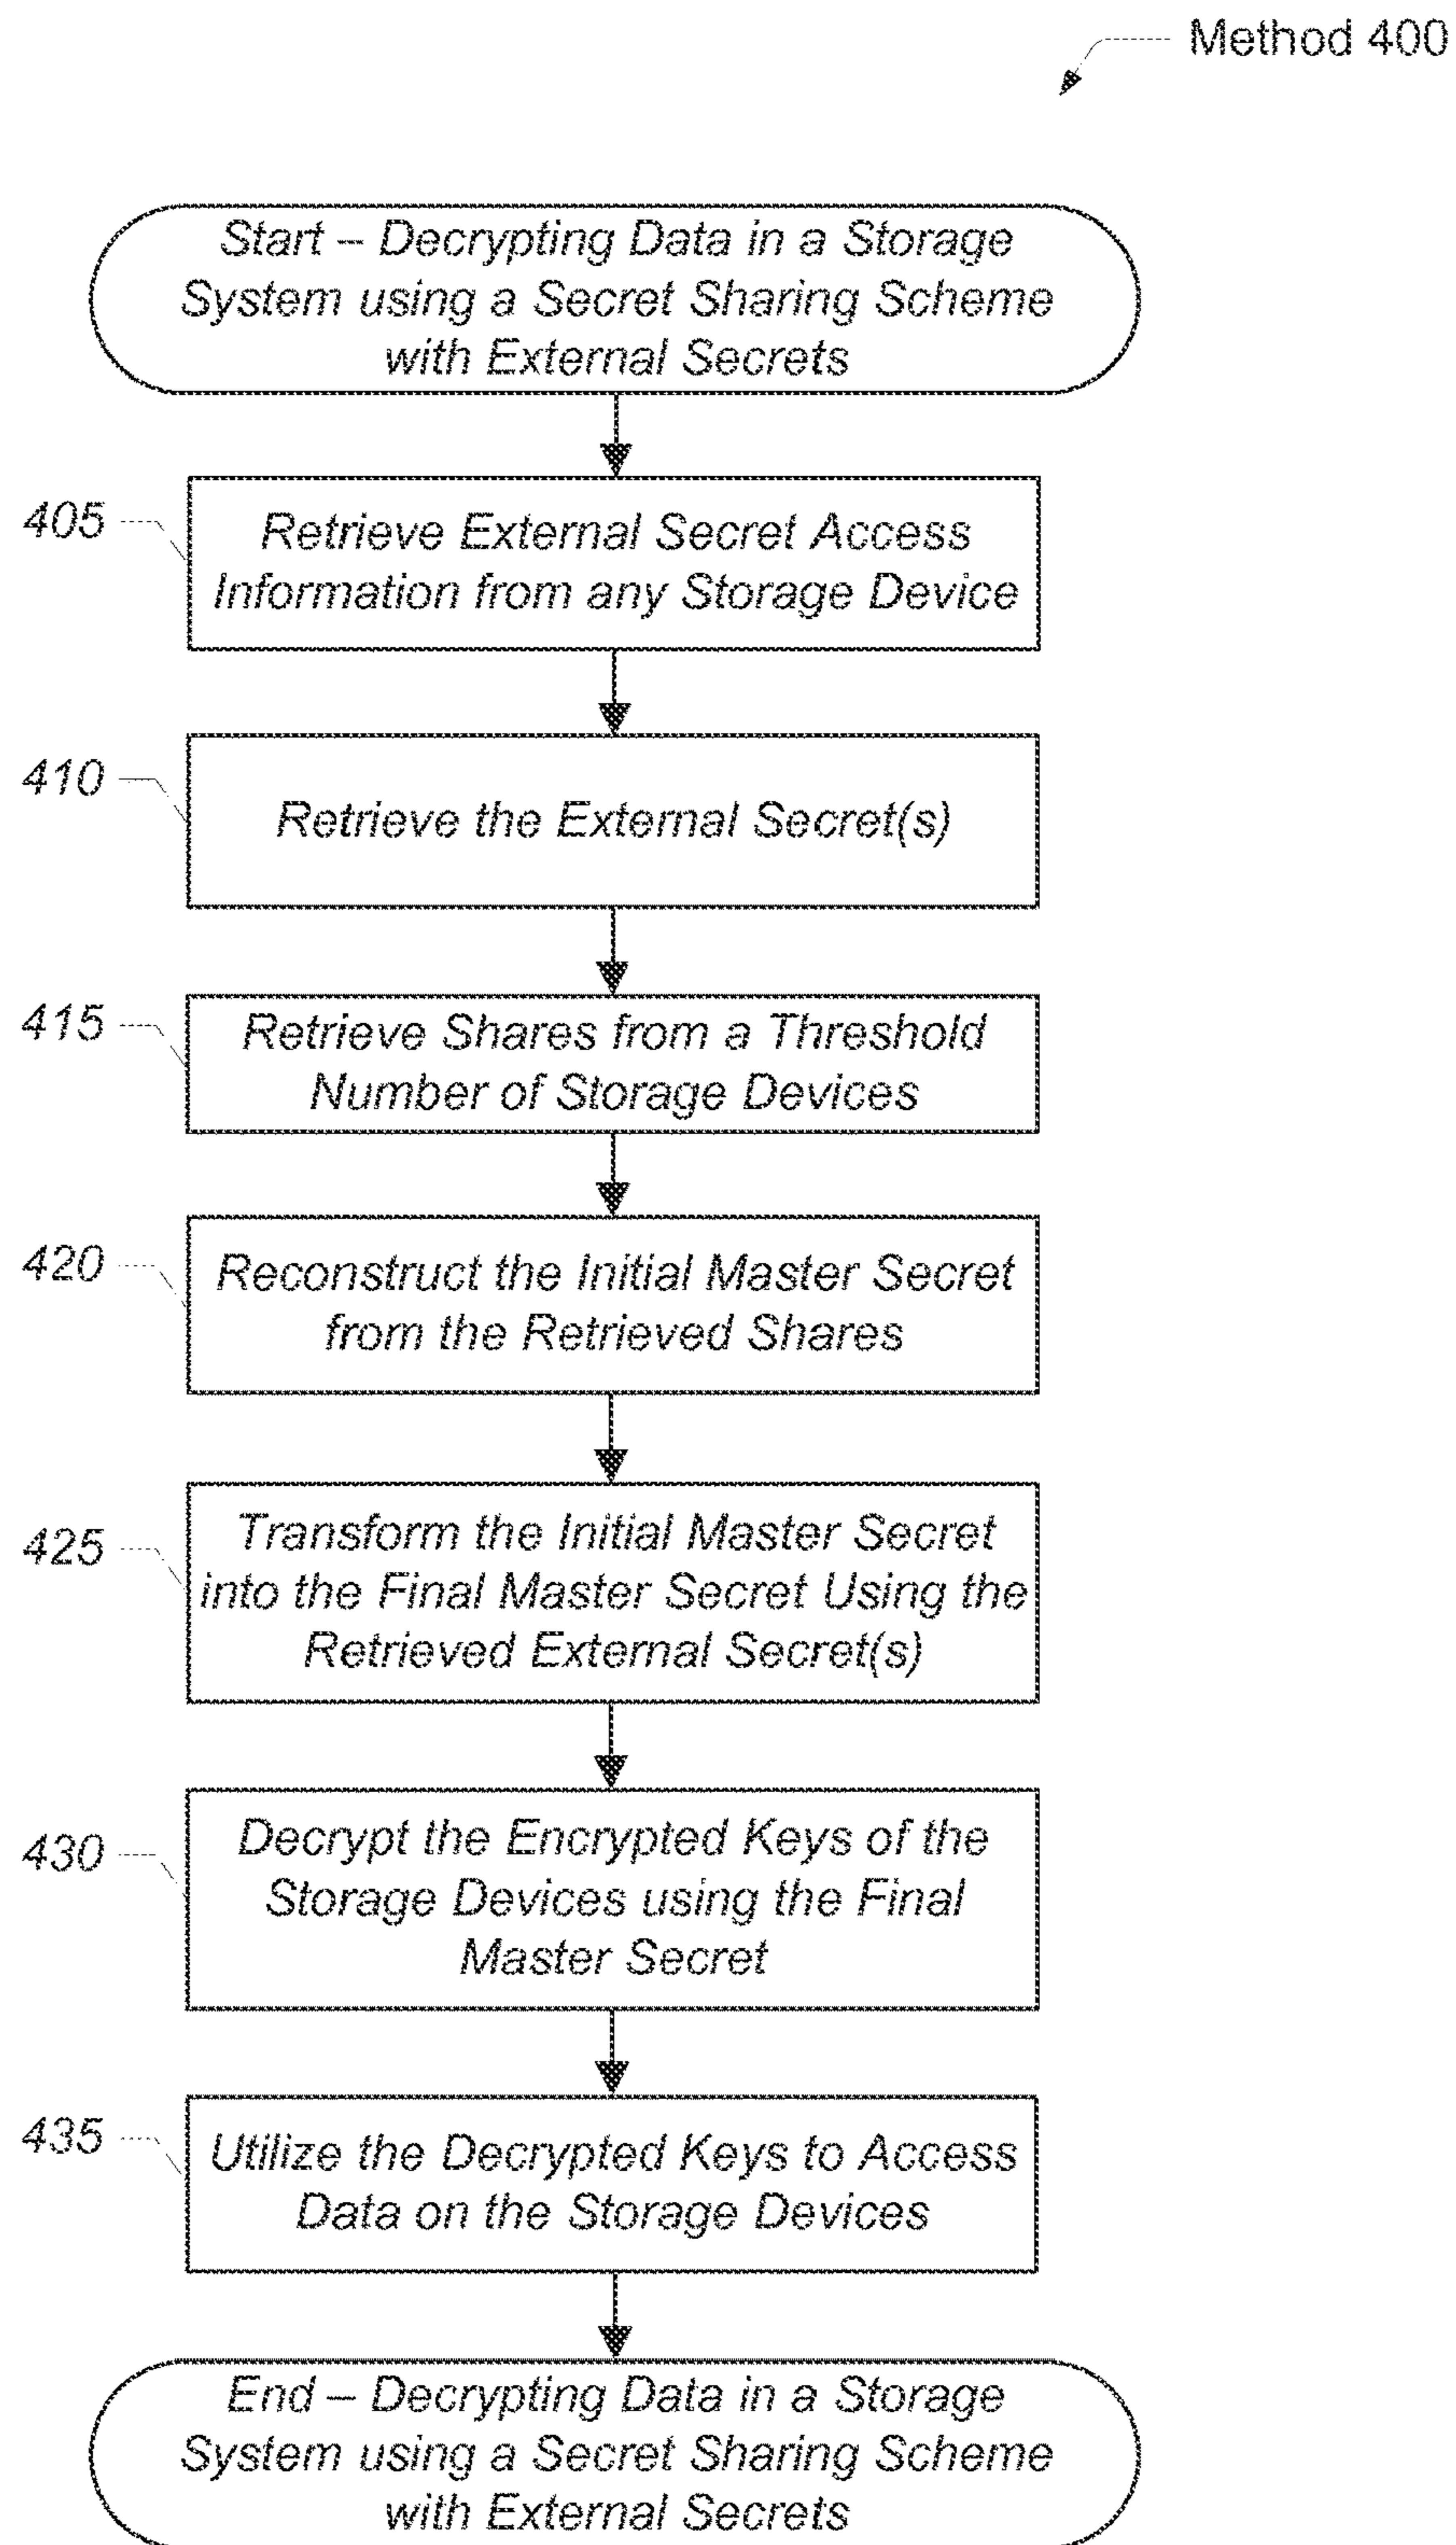 Method 400
Start – Decrypting Data in a Storage
System using a Secret Sharing Scheme
with External Secrets
405
Retrieve External Secret Access
Information from any Storage Device
410
Retrieve the External Secret(s)
415
Retrieve Shares from a Threshold
Number of Storage Devices
420
Reconstruct the Initial Master Secret
from the Retrieved Shares
425
Transform the Initial Master Secret
into the Final Master Secret Using the
Retrieved External Secret(s)
430
Decrypt the Encrypted Keys of the
Storage Devices using the Final
Master Secret
435
Utilize the Decrypted Keys to Access
Data on the Storage Devices
End – Decrypting Data in a Storage
System using a Secret Sharing Scheme
with External Secrets